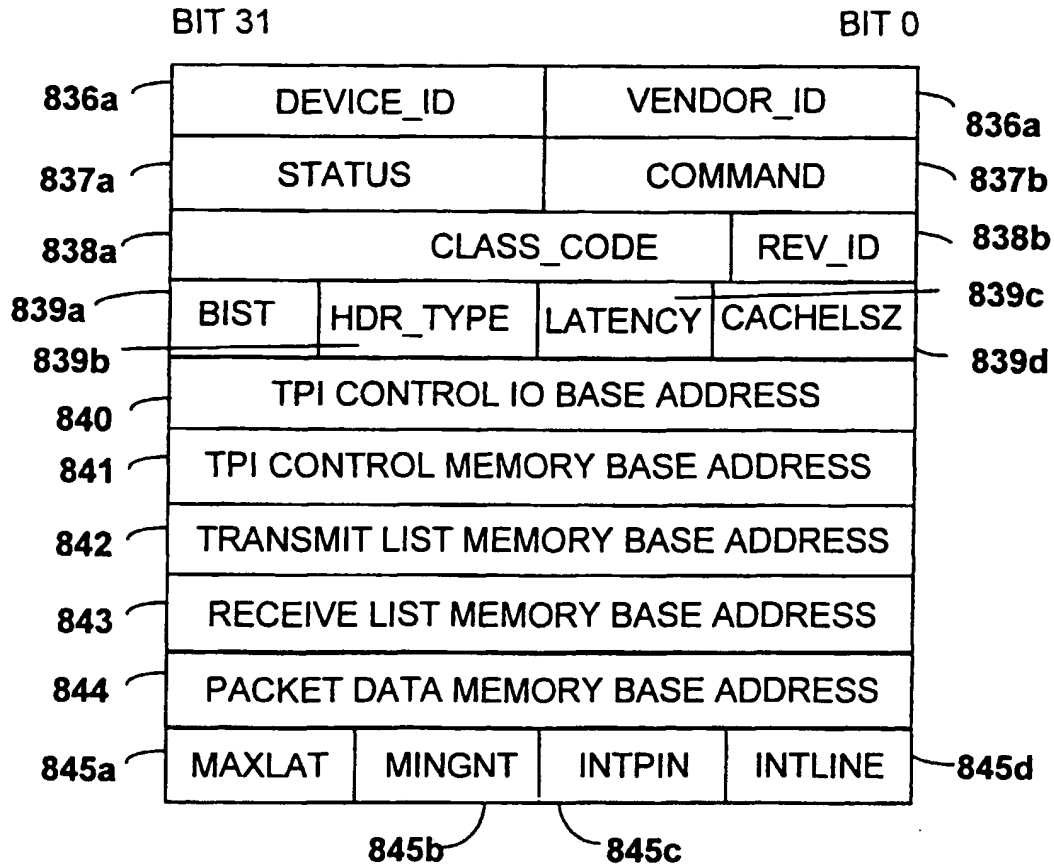 BIT 31 BIT 0
836a DEVICE_ID VENDOR_ID 836a
837a STATUS COMMAND 837b
838a CLASS_CODE REV_ID 838b
839a BIST HDR_TYPE LATENCY CACHELSZ 839c
839b 839d
840 TPI CONTROL IO BASE ADDRESS
841 TPI CONTROL MEMORY BASE ADDRESS
842 TRANSMIT LIST MEMORY BASE ADDRESS
843 RECEIVE LIST MEMORY BASE ADDRESS
844 PACKET DATA MEMORY BASE ADDRESS
845a MAXLAT MINGNT INTPIN INTLINE 845d
845b 845c